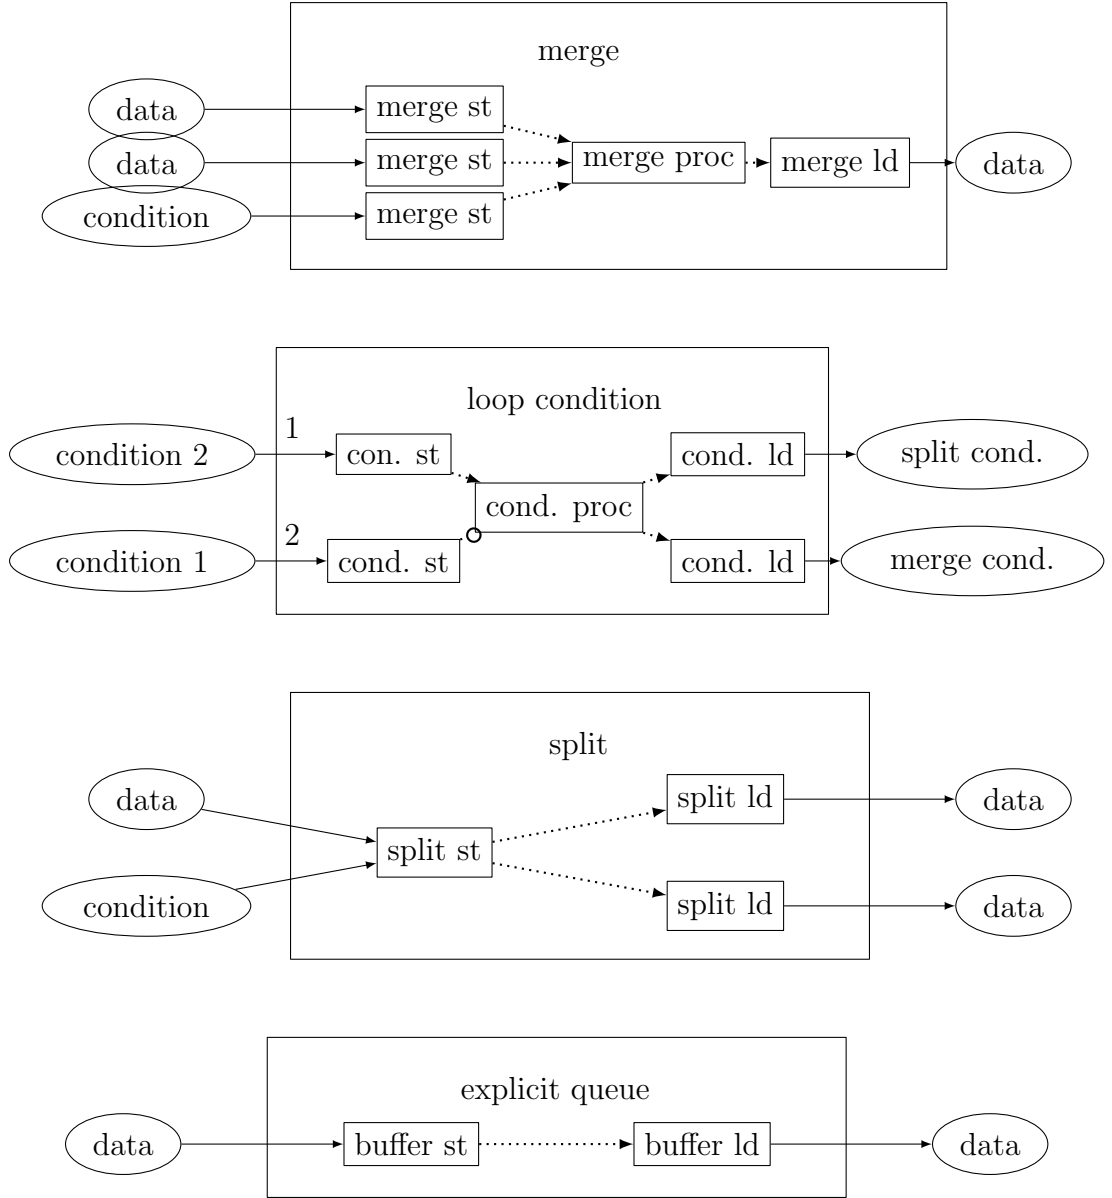 merge
data
merge st
data
merge st
merge proc
merge ld
data
condition
merge st
loop condition
condition 2
1
con. st
cond. ld
split cond.
cond. proc
condition 1
2
cond. st
cond. ld
merge cond.
split
data
split ld
data
split st
condition
split ld
data
explicit queue
data
buffer st
buffer ld
data